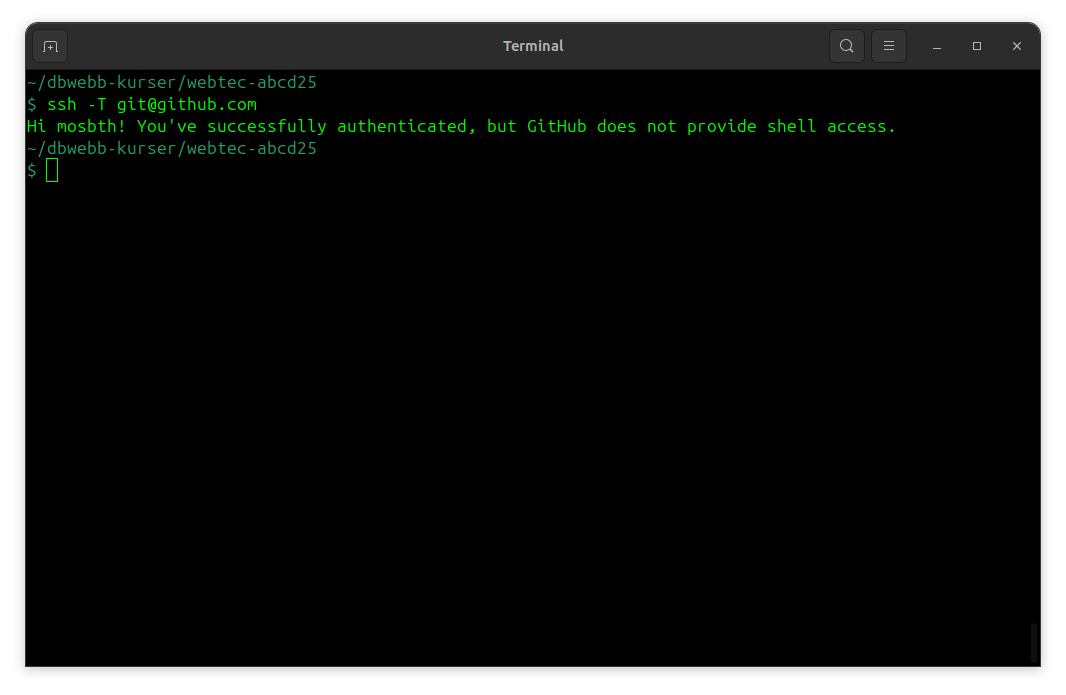 Terminal
~/dbwebb-kurser/webtec-abcd25
$ ssh -T git@github.com
Hi mosbth! You've successfully authenticated, but GitHub does not provide shell access.
~/dbwebb-kurser/webtec-abcd25
$